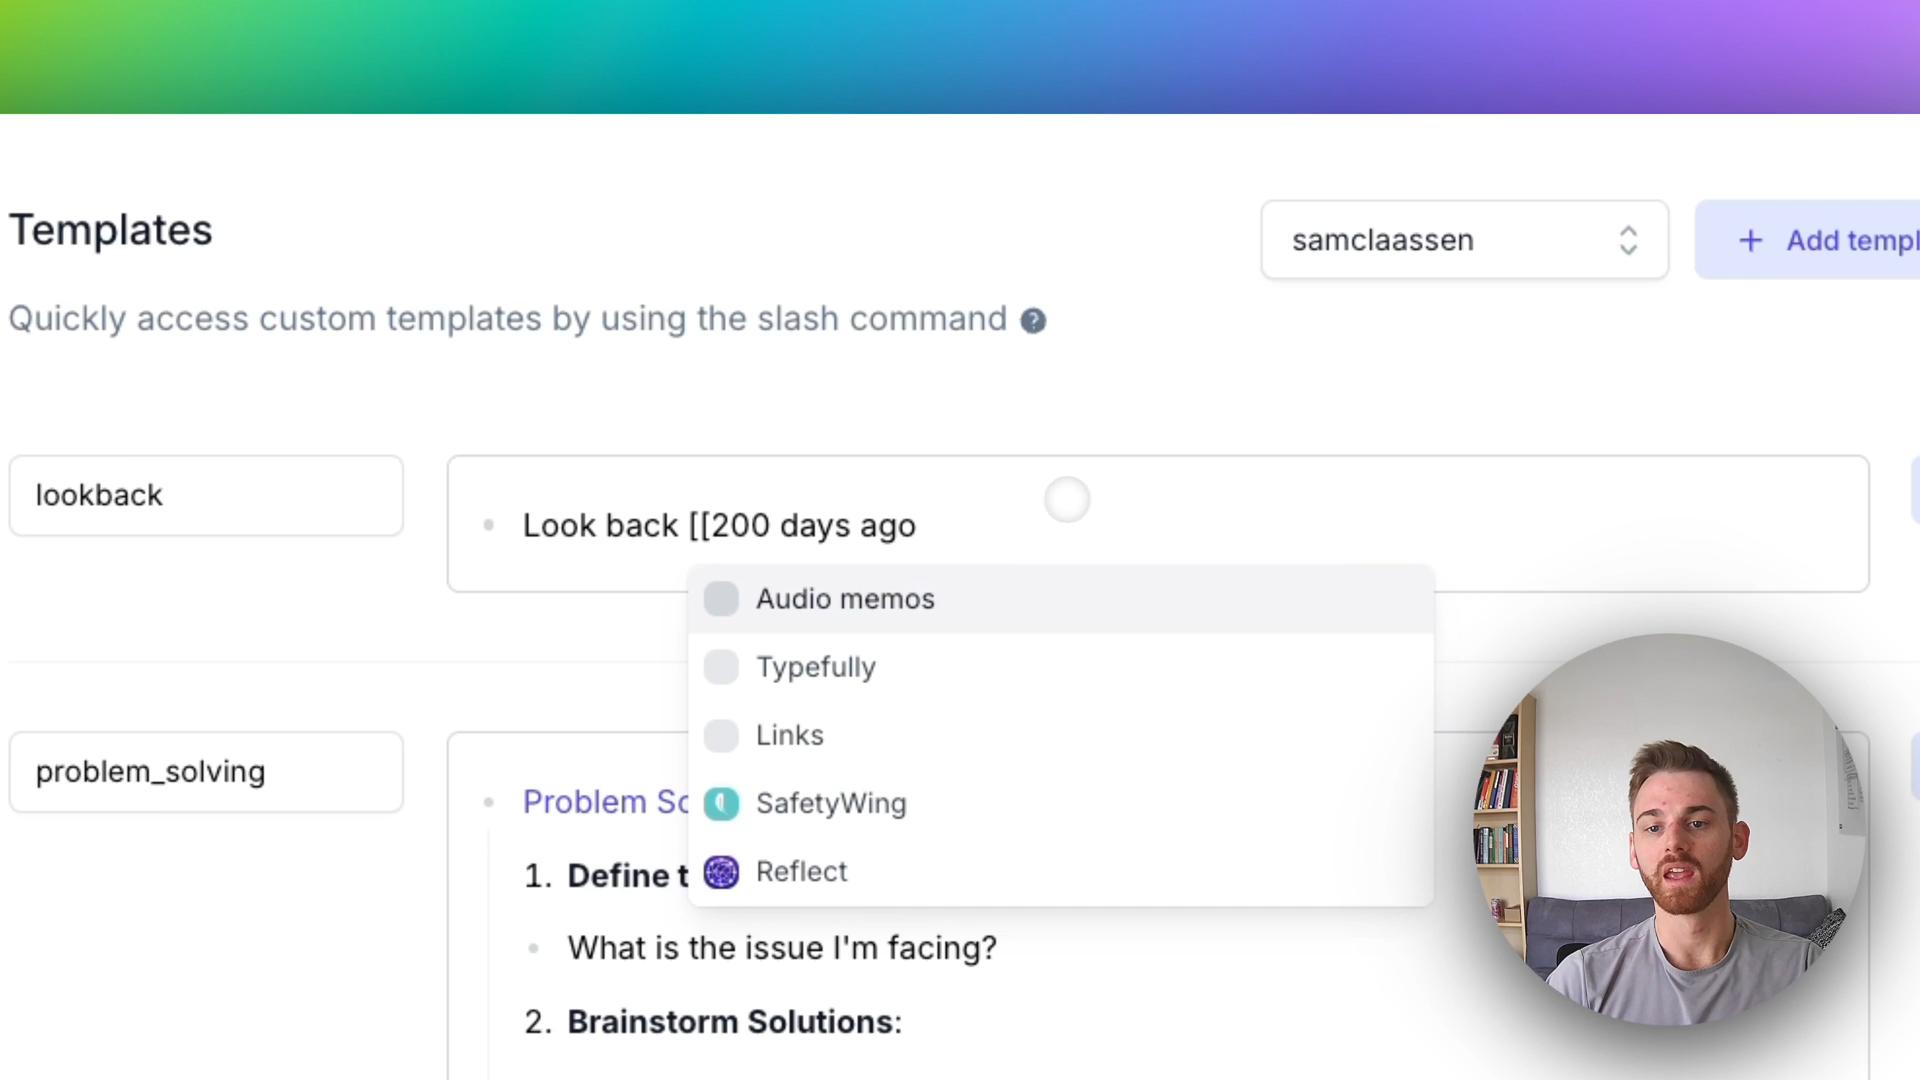 Templates
samclaassen
+ Add templ
Quickly access custom templates by using the slash command ?
lookback
Look back [[200 days ago
Audio memos
Typefully
Links
SafetyWing
Reflect
problem_solving
Problem So
1. Define t
What is the issue I'm facing?
2. Brainstorm Solutions: